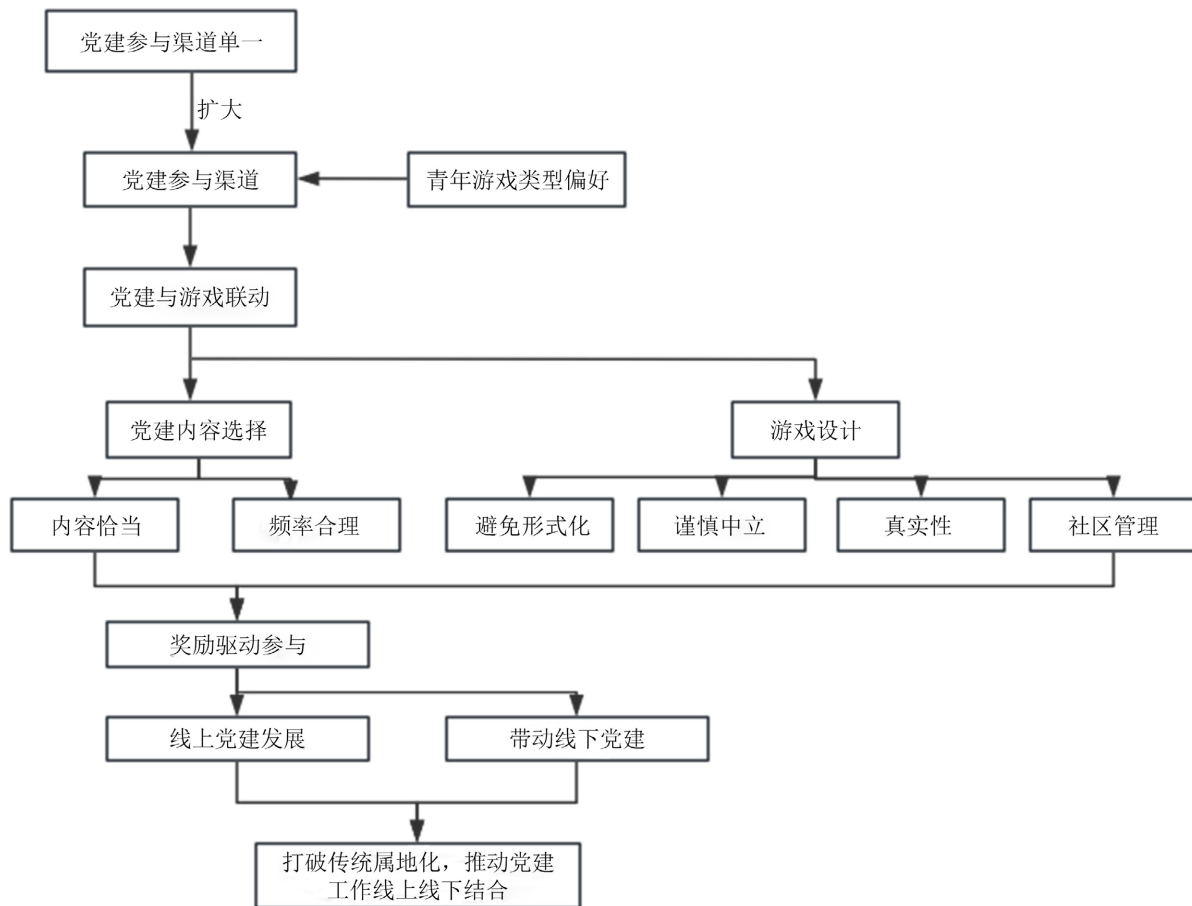 党建参与渠道单一
扩大
党建参与渠道
青年游戏类型偏好
党建与游戏联动
党建内容选择
游戏设计
内容恰当
频率合理
避免形式化
谨慎中立
真实性
社区管理
奖励驱动参与
线上党建发展
带动线下党建
打破传统属地化，推动党建
工作线上线下结合